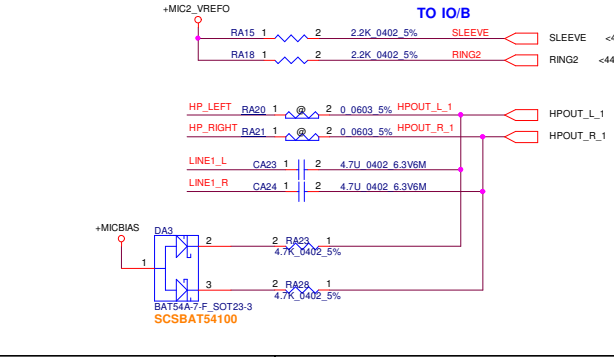 +MIC2_VREFO
TO IO/B
RA15 1 2 2.2K_0402_5% SLEEVE SLEEVE <4
RA18 1 2 2.2K_0402_5% RING2 RING2 <44
HP_LEFT RA20 1 @ 2 0_0603_5% HPOUT_L_1 HPOUT_L_1
HP_RIGHT RA21 1 @ 2 0_0603_5% HPOUT_R_1 HPOUT_R_1
LINE1_L CA23 1 2 4.7U_0402_6.3V6M
LINE1_R CA24 1 2 4.7U_0402_6.3V6M
+MICBIAS
DA3
2 2 RA23 1
4.7K_0402_5%
1
3 2 RA28 1
4.7K_0402_5%
BAT54A-7-F_SOT23-3
SCSBAT54100